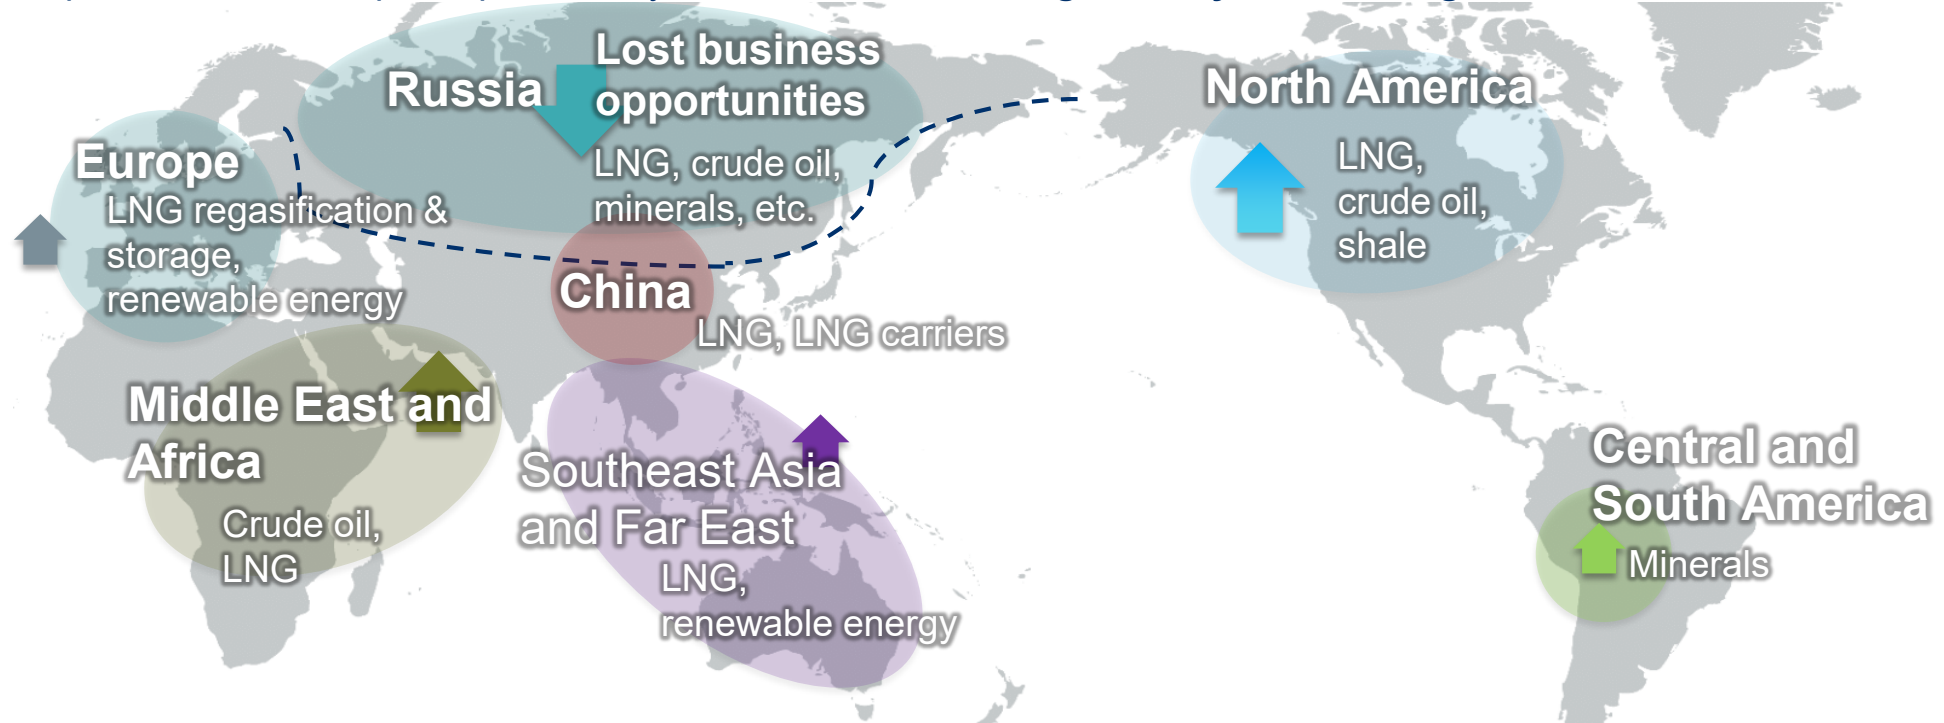 Russia
Lost business
opportunities
LNG, crude oil,
minerals, etc.
North America
LNG,
crude oil,
shale
Europe
LNG regasification &
storage,
renewable energy
China
LNG, LNG carriers
Middle East and
Africa
Crude oil,
LNG
Southeast Asia
and Far East
LNG,
renewable energy
Central and
South America
Minerals